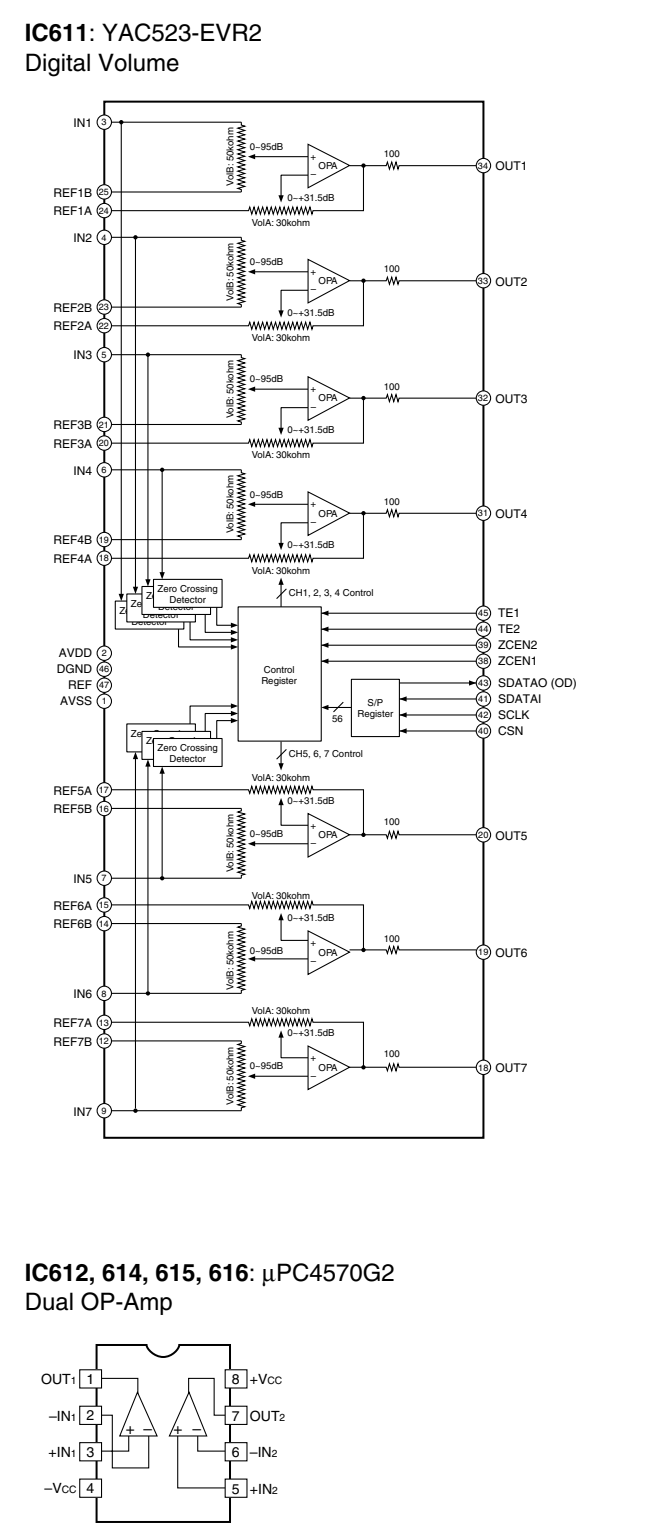 IC611: YAC523-EVR2
Digital Volume
IN1 3
VolB: 50kohm
0~95dB
+
−
OPA
100
34 OUT1
REF1B 25
REF1A 24
0~+31.5dB
VolA: 30kohm
IN2 4
VolB: 50kohm
0~95dB
+
−
OPA
100
33 OUT2
REF2B 23
REF2A 22
0~+31.5dB
VolA: 30kohm
IN3 5
VolB: 50kohm
0~95dB
+
−
OPA
100
32 OUT3
REF3B 21
REF3A 20
0~+31.5dB
VolA: 30kohm
IN4 6
VolB: 50kohm
0~95dB
+
−
OPA
100
31 OUT4
REF4B 19
REF4A 18
0~+31.5dB
VolA: 30kohm
Zero Crossing
Detector
CH1, 2, 3, 4 Control
Control
Register
45 TE1
44 TE2
39 ZCEN2
38 ZCEN1
AVDD 2
DGND 46
REF 47
AVSS 1
S/P
Register
56
43 SDATAO (OD)
41 SDATAI
42 SCLK
40 CSN
Zero Crossing
Detector
CH5, 6, 7 Control
REF5A 17
REF5B 16
VolA: 30kohm
0~+31.5dB
VolB: 50kohm
0~95dB
+
−
OPA
100
20 OUT5
IN5 7
REF6A 15
REF6B 14
VolA: 30kohm
0~+31.5dB
VolB: 50kohm
0~95dB
+
−
OPA
100
19 OUT6
IN6 8
REF7A 13
REF7B 12
VolA: 30kohm
0~+31.5dB
VolB: 50kohm
0~95dB
+
−
OPA
100
18 OUT7
IN7 9
IC612, 614, 615, 616: µPC4570G2
Dual OP-Amp
OUT1 1
8 +VCC
−IN1 2
7 OUT2
+ −
+ −
+IN1 3
6 −IN2
−VCC 4
5 +IN2